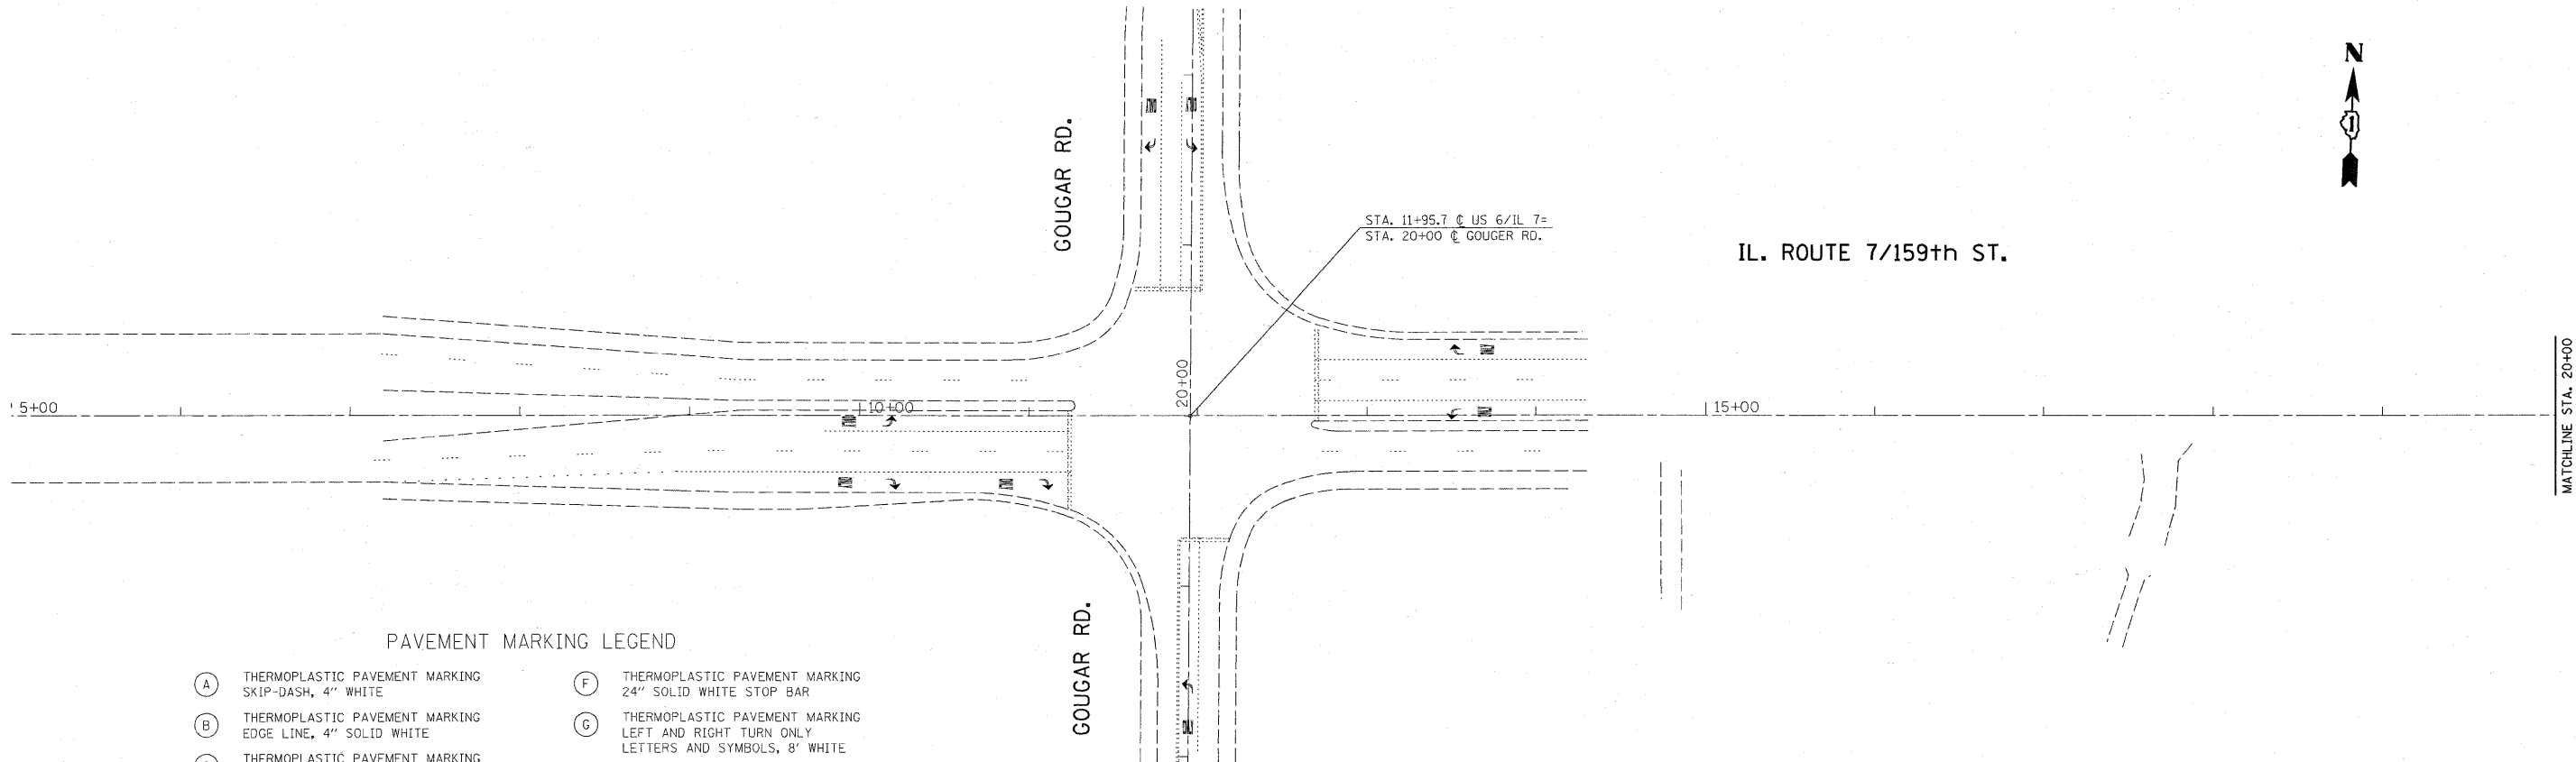 N
1
GOUGAR RD.
STA. 11+95.7 ℄ US 6/IL 7=
STA. 20+00 ℄ GOUGER RD.
IL. ROUTE 7/159th ST.
20+00
5+00
10+00
15+00
MATCHLINE STA. 20+00
GOUGAR RD.
PAVEMENT MARKING LEGEND
A THERMOPLASTIC PAVEMENT MARKING
SKIP-DASH, 4" WHITE
B THERMOPLASTIC PAVEMENT MARKING
EDGE LINE, 4" SOLID WHITE
THERMOPLASTIC PAVEMENT MARKING
F THERMOPLASTIC PAVEMENT MARKING
24" SOLID WHITE STOP BAR
G THERMOPLASTIC PAVEMENT MARKING
LEFT AND RIGHT TURN ONLY
LETTERS AND SYMBOLS, 8' WHITE